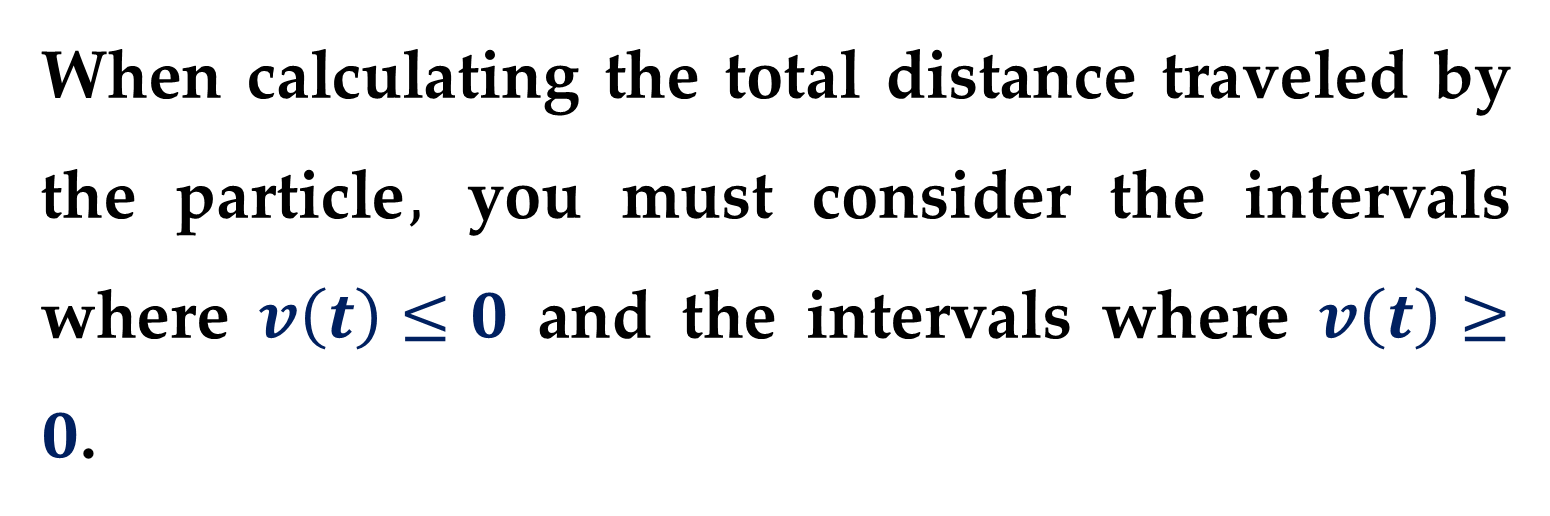 When calculating the total distance traveled by
the particle, you must consider the intervals
where v(t) ≤ 0 and the intervals where v(t) ≥
0.